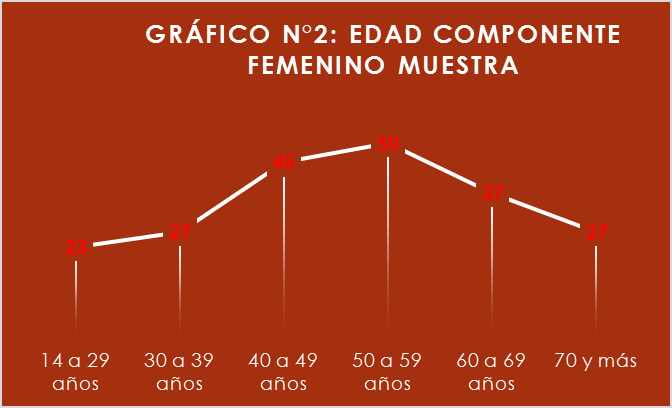 GRÁFICO N°2: EDAD COMPONENTE
FEMENINO MUESTRA
23
27
45
50
37
27
14 a 29 años
30 a 39 años
40 a 49 años
50 a 59 años
60 a 69 años
70 y más